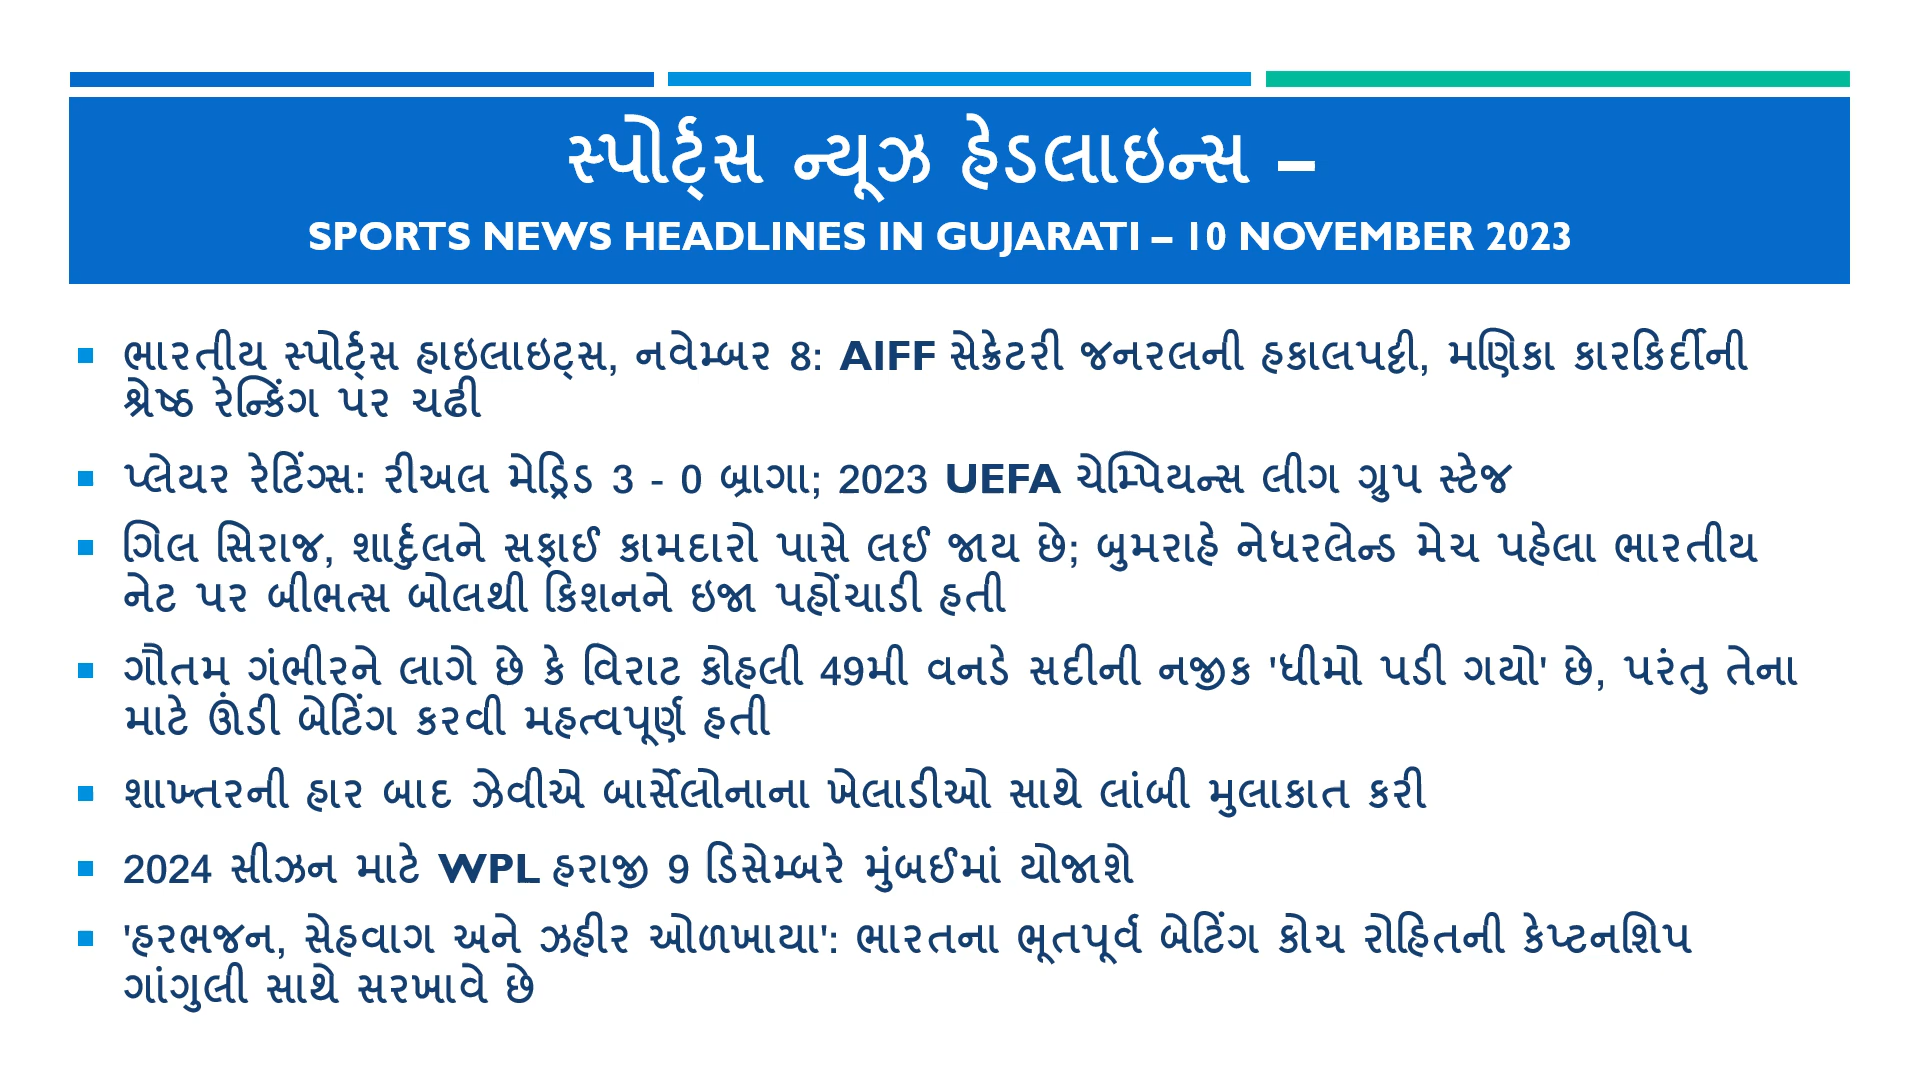 સ્પોર્ટ્સ ન્યૂઝ હેડલાઇન્સ –
SPORTS NEWS HEADLINES IN GUJARATI – 10 NOVEMBER 2023
ભારતીય સ્પોર્ટ્સ હાઇલાઇટ્સ, નવેમ્બર 8: AIFF સેક્રેટરી જનરલની હકાલપટ્ટી, મણિકા કારકિર્દીની
શ્રેષ્ઠ રેન્કિંગ પર ચઢી
પ્લેયર રેટિંગ્સ: રીઅલ મેડ્રિડ 3 - 0 બ્રાગા; 2023 UEFA ચેમ્પિયન્સ લીગ ગ્રુપ સ્ટેજ
ગિલ સિરાજ, શાર્દુલને સફાઈ કામદારો પાસે લઈ જાય છે; બુમરાહે નેધરલેન્ડ મેચ પહેલા ભારતીય
નેટ પર બીભત્સ બોલથી કિશનને ઇજા પહોંચાડી હતી
ગૌતમ ગંભીરને લાગે છે કે વિરાટ કોહલી 49મી વનડે સદીની નજીક 'ધીમો પડી ગયો' છે, પરંતુ તેના
માટે ઊંડી બેટિંગ કરવી મહત્વપૂર્ણ હતી
શાખ્તરની હાર બાદ ઝેવીએ બાર્સેલોનાના ખેલાડીઓ સાથે લાંબી મુલાકાત કરી
2024 સીઝન માટે WPL હરાજી 9 ડિસેમ્બરે મુંબઈમાં યોજાશે
'હરભજન, સેહવાગ અને ઝહીર ઓળખાયા': ભારતના ભૂતપૂર્વ બેટિંગ કોચ રોહિતની કેપ્ટનશિપ
ગાંગુલી સાથે સરખાવે છે